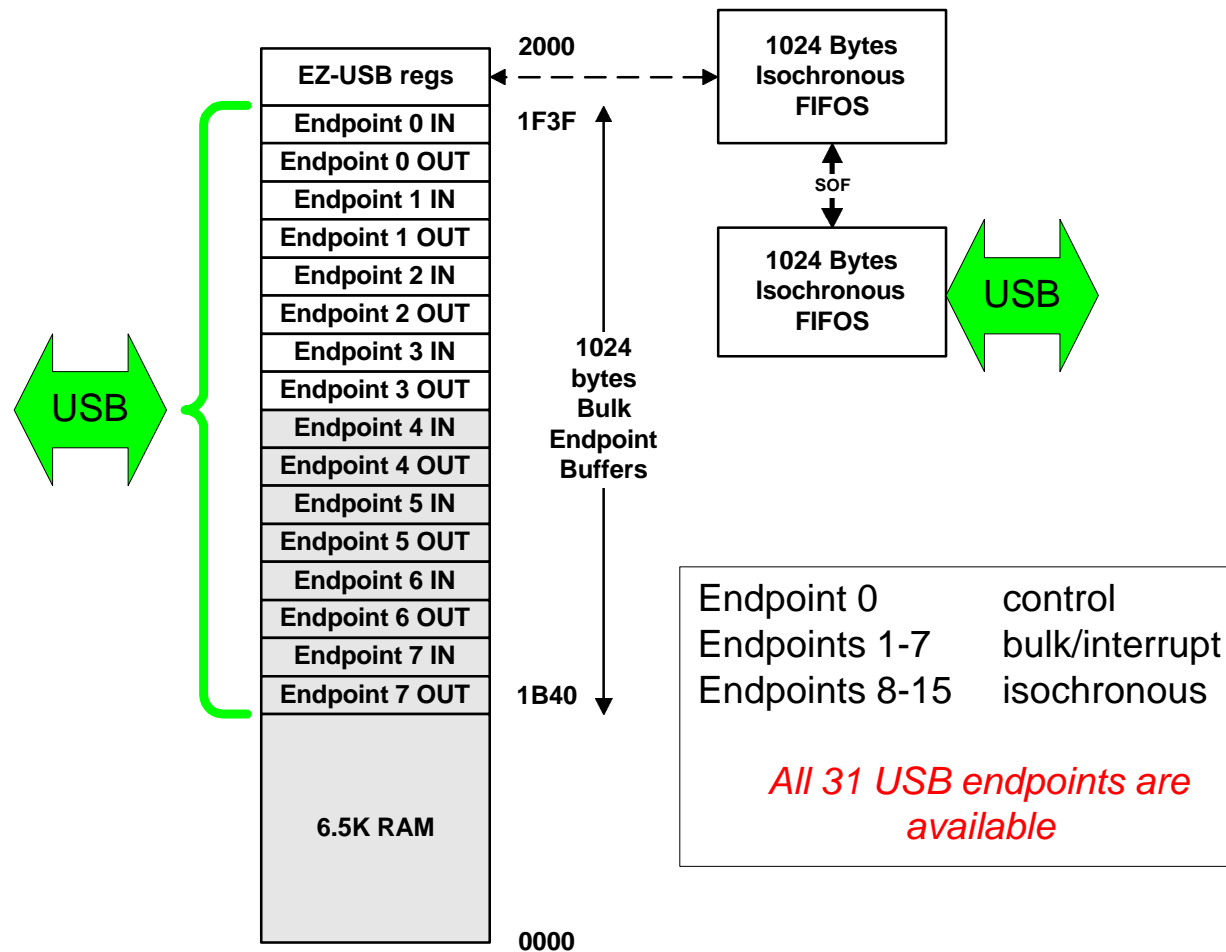 2000
EZ-USB regs
Endpoint 0 IN
1F3F
Endpoint 0 OUT
Endpoint 1 IN
Endpoint 1 OUT
Endpoint 2 IN
Endpoint 2 OUT
Endpoint 3 IN
Endpoint 3 OUT
Endpoint 4 IN
Endpoint 4 OUT
Endpoint 5 IN
Endpoint 5 OUT
Endpoint 6 IN
Endpoint 6 OUT
Endpoint 7 IN
Endpoint 7 OUT
1B40
6.5K RAM
0000
USB
1024
bytes
Bulk
Endpoint
Buffers
1024 Bytes
Isochronous
FIFOS
SOF
1024 Bytes
Isochronous
FIFOS
USB
Endpoint 0 control
Endpoints 1-7 bulk/interrupt
Endpoints 8-15 isochronous
All 31 USB endpoints are
available